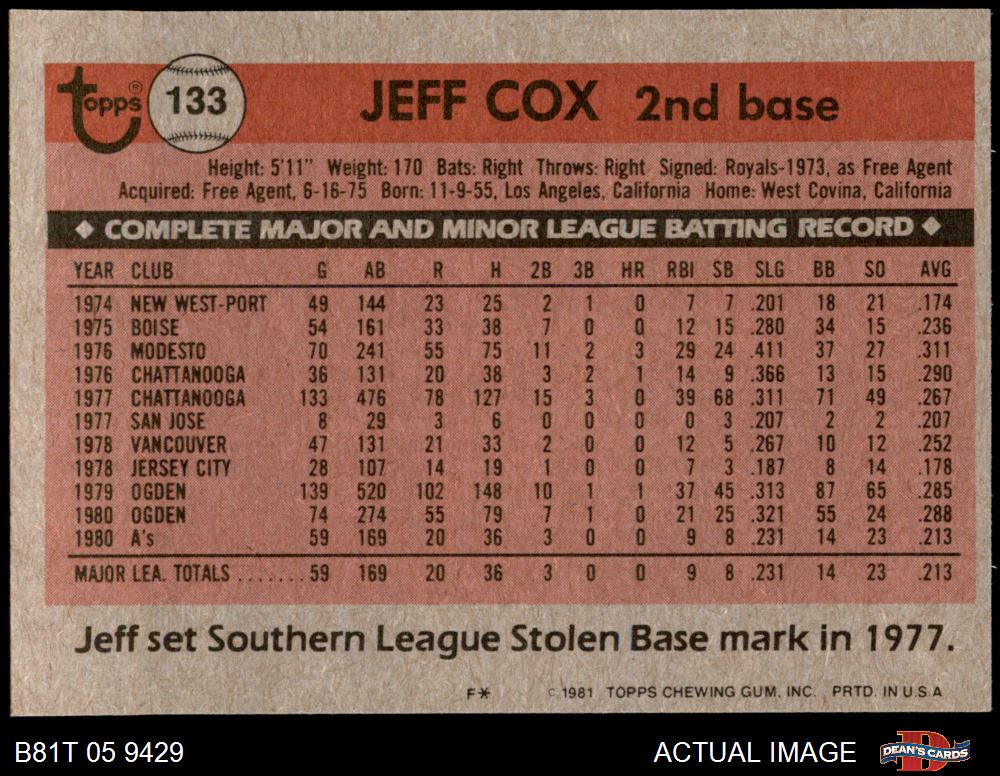 topps® 133 JEFF COX 2nd base
Height: 5'11" Weight: 170 Bats: Right Throws: Right Signed: Royals-1973, as Free Agent
Acquired: Free Agent, 6-16-75 Born: 11-9-55, Los Angeles, California Home: West Covina, California
◆ COMPLETE MAJOR AND MINOR LEAGUE BATTING RECORD ◆
YEAR CLUB G AB R H 2B 3B HR RBI SB SLG BB SO AVG
1974 NEW WEST-PORT 49 144 23 25 2 1 0 7 7 .201 18 21 .174
1975 BOISE 54 161 33 38 7 0 0 12 15 .280 34 15 .236
1976 MODESTO 70 241 55 75 11 2 3 29 24 .411 37 27 .311
1976 CHATTANOOGA 36 131 20 38 3 2 1 14 9 .366 13 15 .290
1977 CHATTANOOGA 133 476 78 127 15 3 0 39 68 .311 71 49 .267
1977 SAN JOSE 8 29 3 6 0 0 0 0 3 .207 2 2 .207
1978 VANCOUVER 47 131 21 33 2 0 0 12 5 .267 10 12 .252
1978 JERSEY CITY 28 107 14 19 1 0 0 7 3 .187 8 14 .178
1979 OGDEN 139 520 102 148 10 1 1 37 45 .313 87 65 .285
1980 OGDEN 74 274 55 79 7 1 0 21 25 .321 55 24 .288
1980 A's 59 169 20 36 3 0 0 9 8 .231 14 23 .213
MAJOR LEA. TOTALS ....... 59 169 20 36 3 0 0 9 8 .231 14 23 .213
Jeff set Southern League Stolen Base mark in 1977.
F* © 1981 TOPPS CHEWING GUM, INC. PRTD. IN U.S.A
B81T 05 9429 ACTUAL IMAGE DEAN'S CARDS